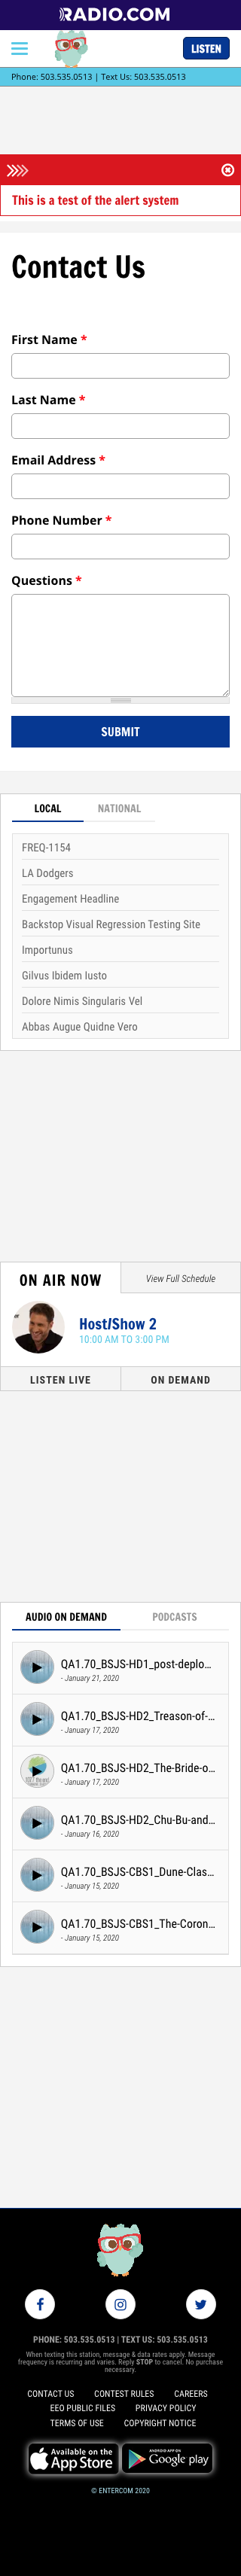 RADIO.COM
LISTEN
Phone: 503.535.0513 | Text Us: 503.535.0513
This is a test of the alert system
Contact Us
First Name *
Last Name *
Email Address *
Phone Number *
Questions *
SUBMIT
LOCAL NATIONAL
FREQ-1154
LA Dodgers
Engagement Headline
Backstop Visual Regression Testing Site
Importunus
Gilvus Ibidem Iusto
Dolore Nimis Singularis Vel
Abbas Augue Quidne Vero
ON AIR NOW View Full Schedule
Host/Show 2
10:00 AM TO 3:00 PM
LISTEN LIVE ON DEMAND
AUDIO ON DEMAND PODCASTS
QA1.70_BSJS-HD1_post-deplo...
- January 21, 2020
QA1.70_BSJS-HD2_Treason-of-...
- January 17, 2020
QA1.70_BSJS-HD2_The-Bride-o...
- January 17, 2020
QA1.70_BSJS-HD2_Chu-Bu-and...
- January 16, 2020
QA1.70_BSJS-CBS1_Dune-Clas...
- January 15, 2020
QA1.70_BSJS-CBS1_The-Coron...
- January 15, 2020
PHONE: 503.535.0513 | TEXT US: 503.535.0513
When texting this station, message & data rates apply. Message
frequency is recurring and varies. Reply STOP to cancel. No purchase
necessary.
CONTACT US CONTEST RULES CAREERS
EEO PUBLIC FILES PRIVACY POLICY
TERMS OF USE COPYRIGHT NOTICE
Available on the
App Store
ANDROID APP ON
Google play
© ENTERCOM 2020